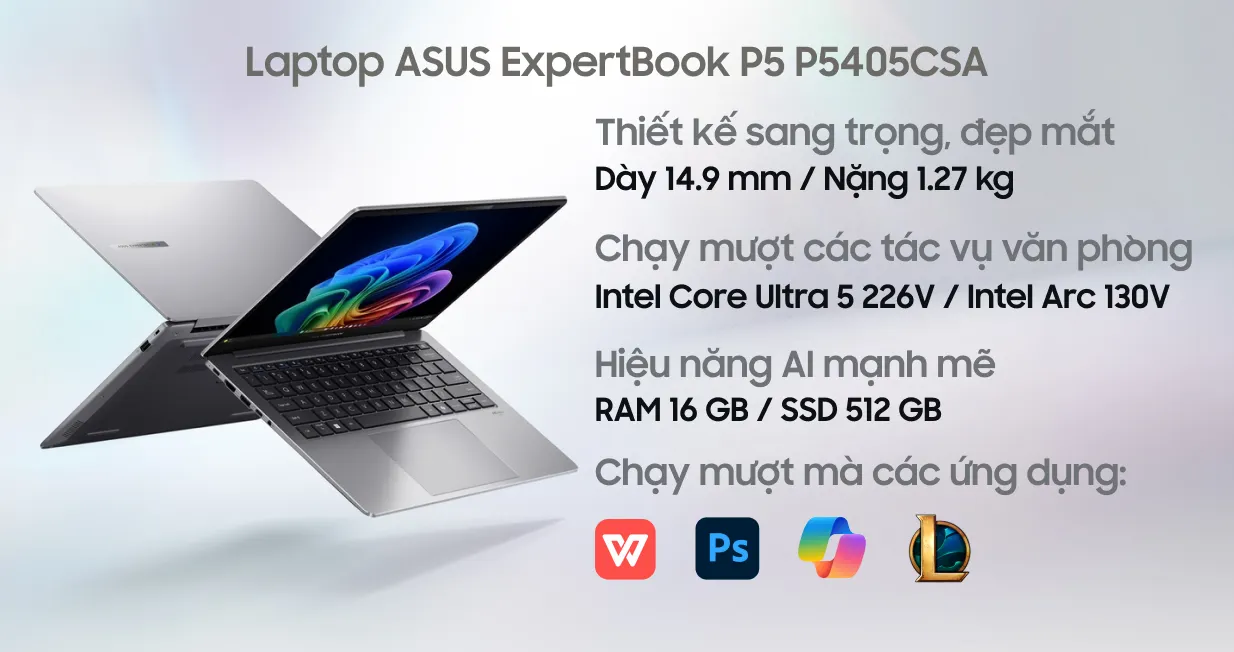 Laptop ASUS ExpertBook P5 P5405CSA
Thiết kế sang trọng, đẹp mắt
Dày 14.9 mm / Nặng 1.27 kg
Chạy mượt các tác vụ văn phòng
Intel Core Ultra 5 226V / Intel Arc 130V
Hiệu năng AI mạnh mẽ
RAM 16 GB / SSD 512 GB
Chạy mượt mà các ứng dụng:
W Ps L